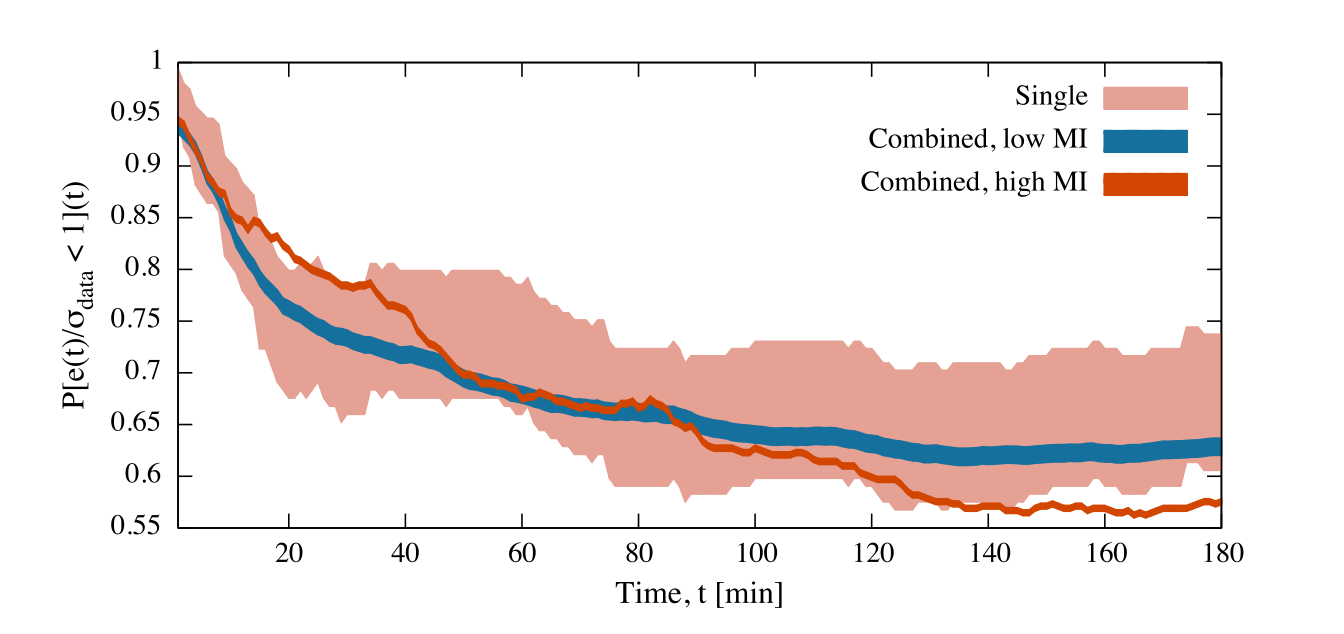 P[e(t)/σdata < 1](t)
1
0.95
0.9
0.85
0.8
0.75
0.7
0.65
0.6
0.55
Single
Combined, low MI
Combined, high MI
20 40 60 80 100 120 140 160 180
Time, t [min]